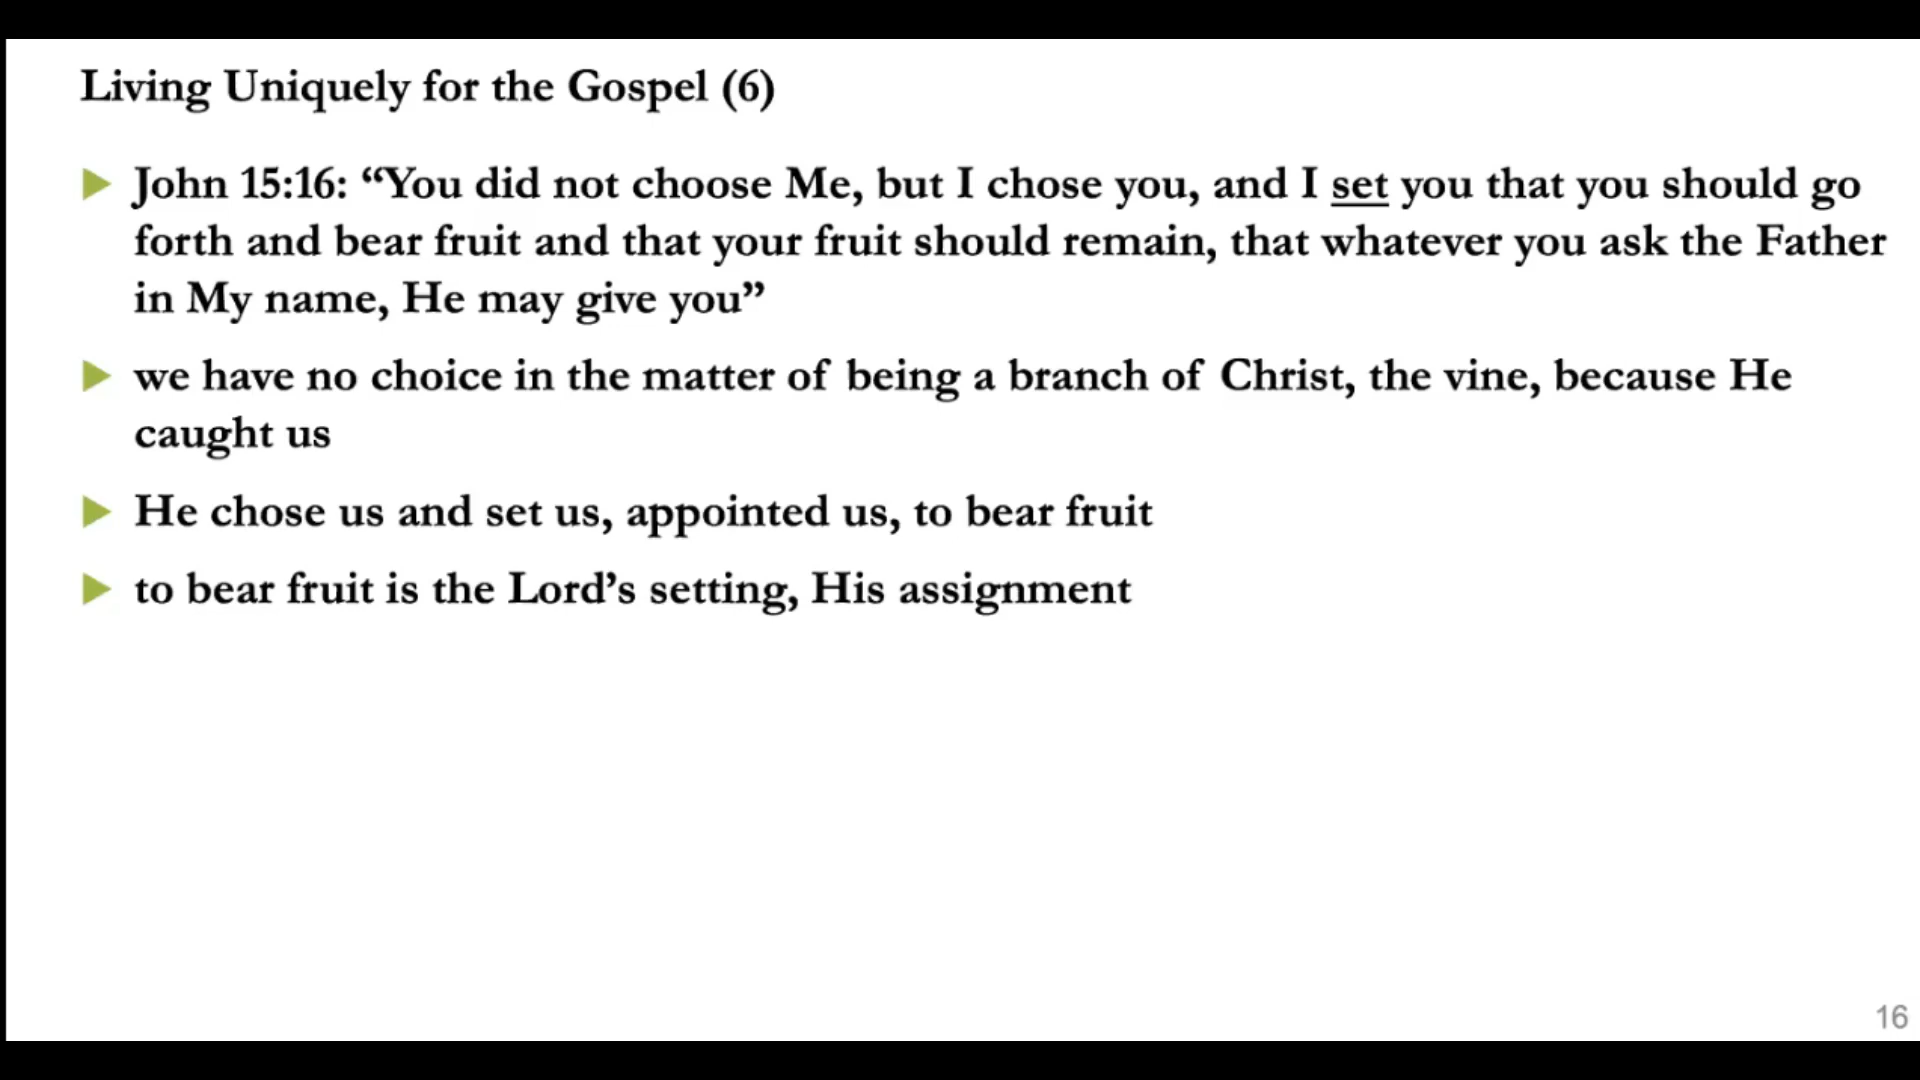 Living Uniquely for the Gospel (6)
John 15:16: “You did not choose Me, but I chose you, and I set you that you should go
forth and bear fruit and that your fruit should remain, that whatever you ask the Father
in My name, He may give you”
we have no choice in the matter of being a branch of Christ, the vine, because He
caught us
He chose us and set us, appointed us, to bear fruit
to bear fruit is the Lord’s setting, His assignment
16